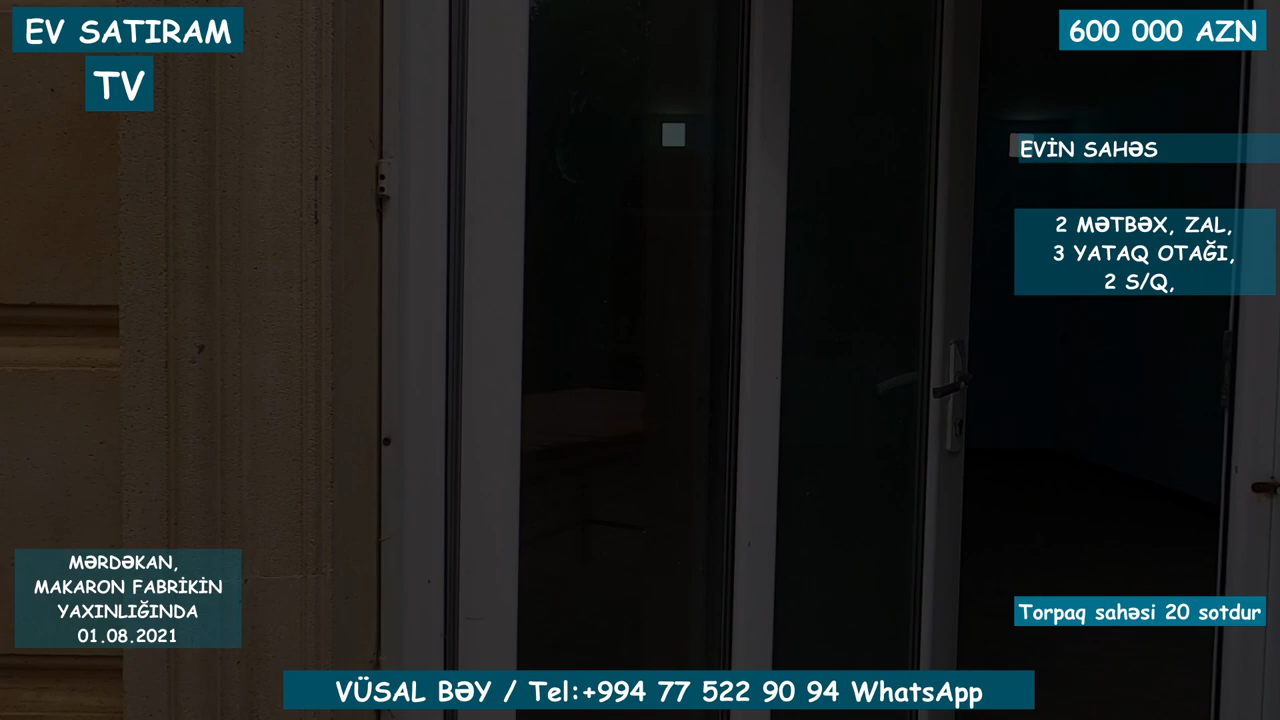 EV SATIRAM
TV
600 000 AZN
EVİN SAHƏS
2 MƏTBƏX, ZAL,
3 YATAQ OTAĞI,
2 S/Q,
MƏRDƏKAN,
MAKARON FABRİKİN
YAXINLIĞINDA
01.08.2021
Torpaq sahəsi 20 sotdur
VÜSAL BƏY / Tel:+994 77 522 90 94 WhatsApp